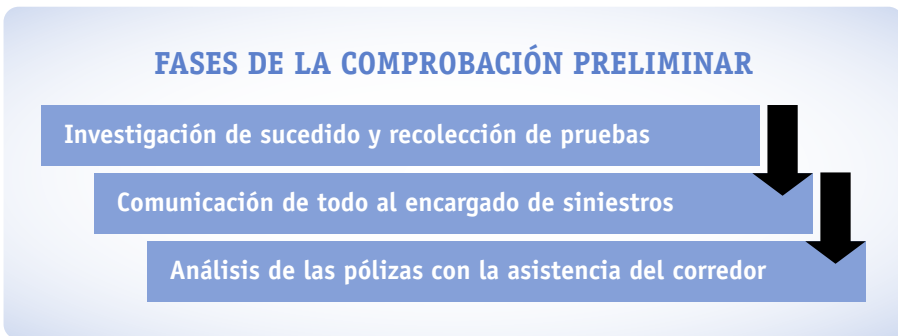 FASES DE LA COMPROBACIÓN PRELIMINAR
Investigación de sucedido y recolección de pruebas
Comunicación de todo al encargado de siniestros
Análisis de las pólizas con la asistencia del corredor